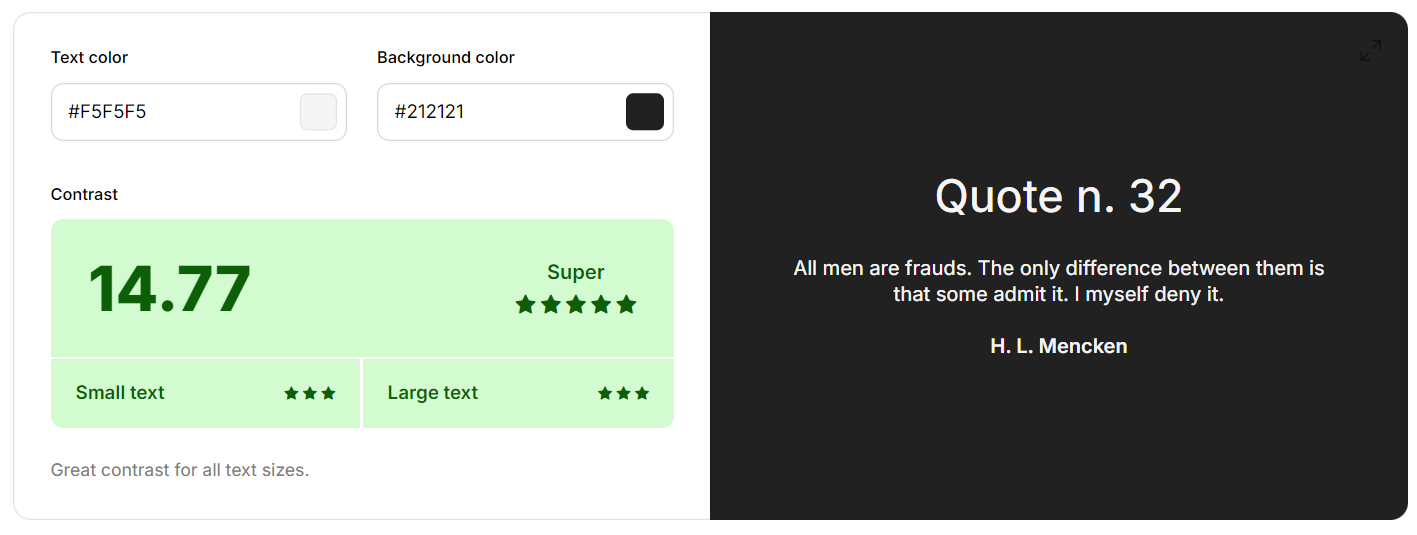 Text color
#F5F5F5
Background color
#212121
Contrast
14.77
Super
Small text
Large text
Great contrast for all text sizes.
Quote n. 32
All men are frauds. The only difference between them is
that some admit it. I myself deny it.
H. L. Mencken